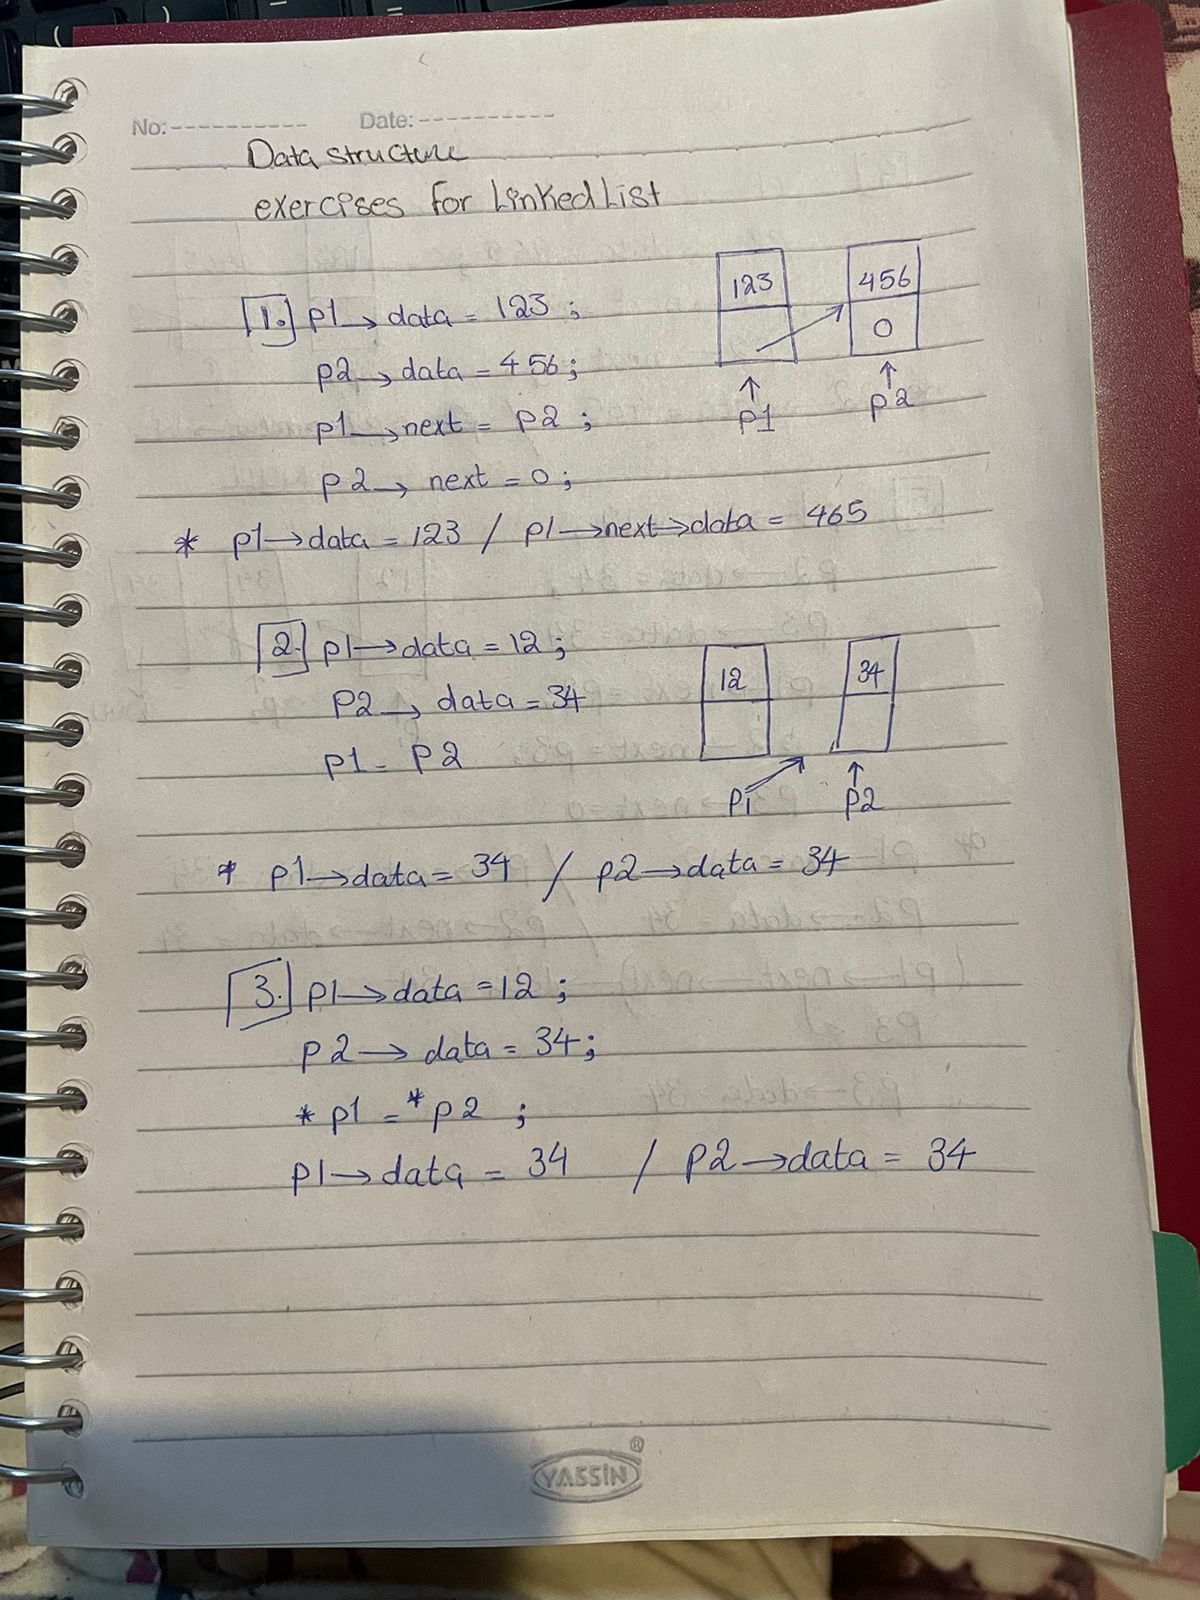 No:---------- Date:----------
Data structure
exercises for Linked List
1. p1→data = 123 ;
p2→data = 456 ;
p1→next = p2 ;
p2→next = 0 ;
123
456
0
p1
p2
* p1→data = 123 / p1→next→data = 465
2. p1→data = 12 ;
p2→data = 34
p1 = p2
12
34
p1
p2
* p1→data = 34 / p2→data = 34
3. p1→data = 12 ;
p2→data = 34 ;
*p1 = *p2 ;
p1→data = 34 / p2→data = 34
YASSIN ®